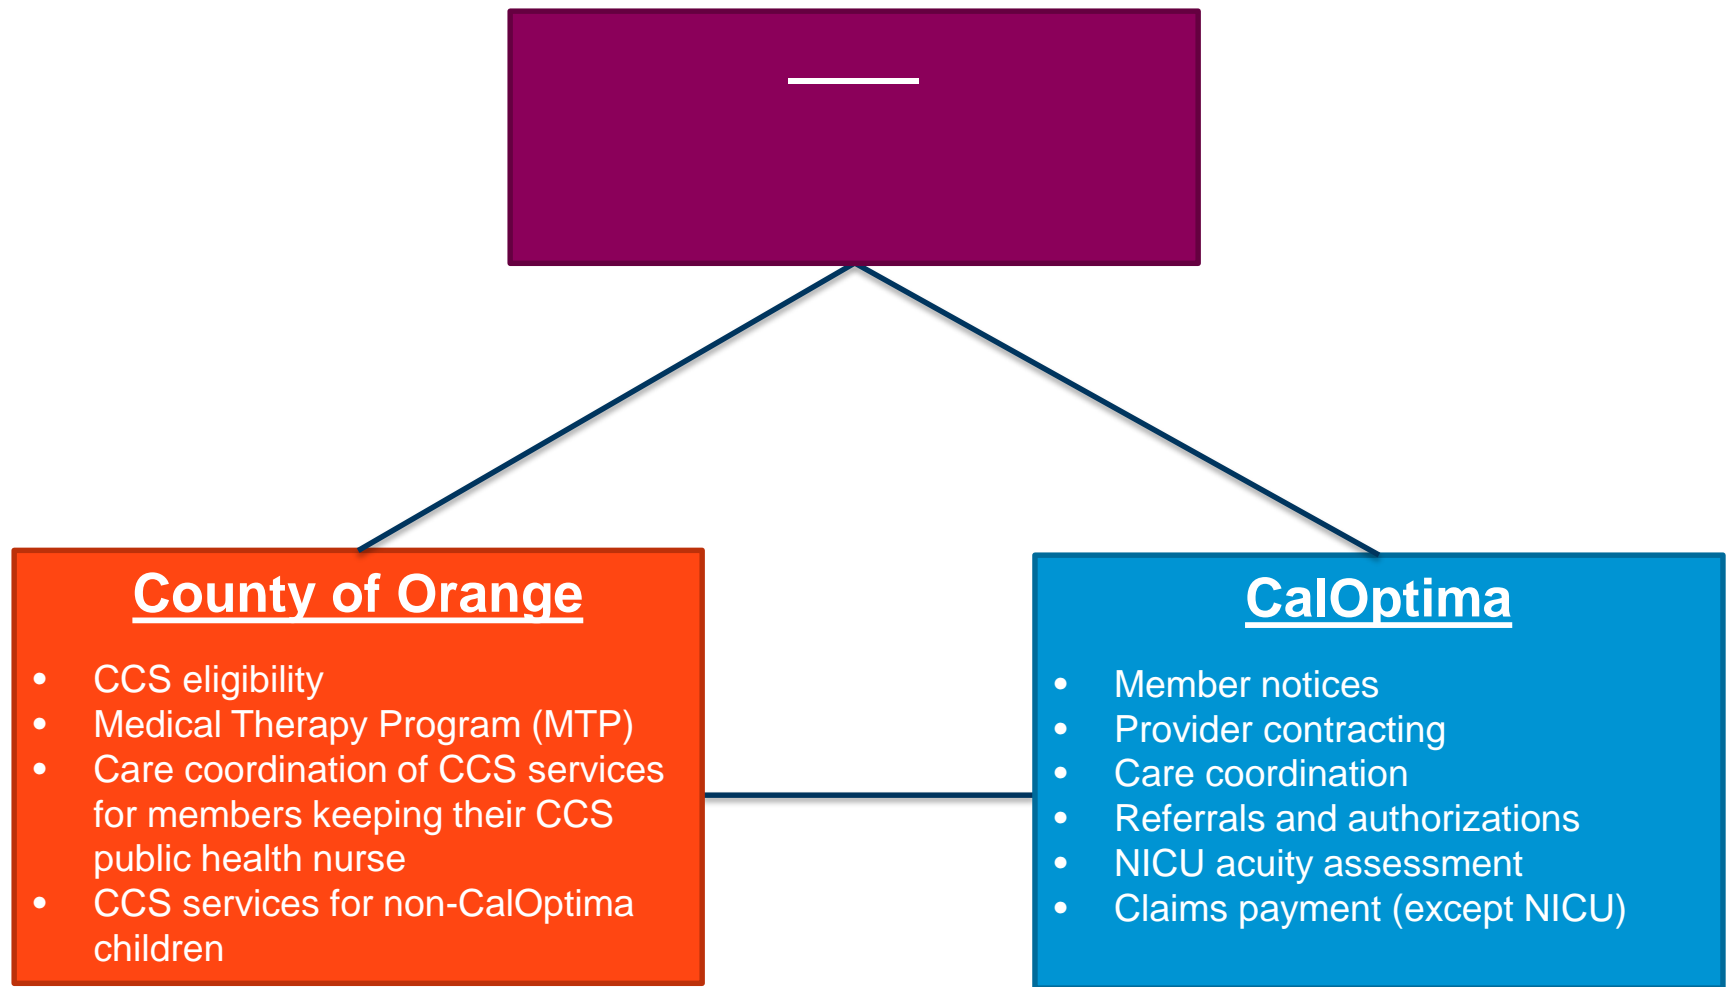 County of Orange
• CCS eligibility
• Medical Therapy Program (MTP)
• Care coordination of CCS services
for members keeping their CCS
public health nurse
• CCS services for non-CalOptima
children
CalOptima
• Member notices
• Provider contracting
• Care coordination
• Referrals and authorizations
• NICU acuity assessment
• Claims payment (except NICU)